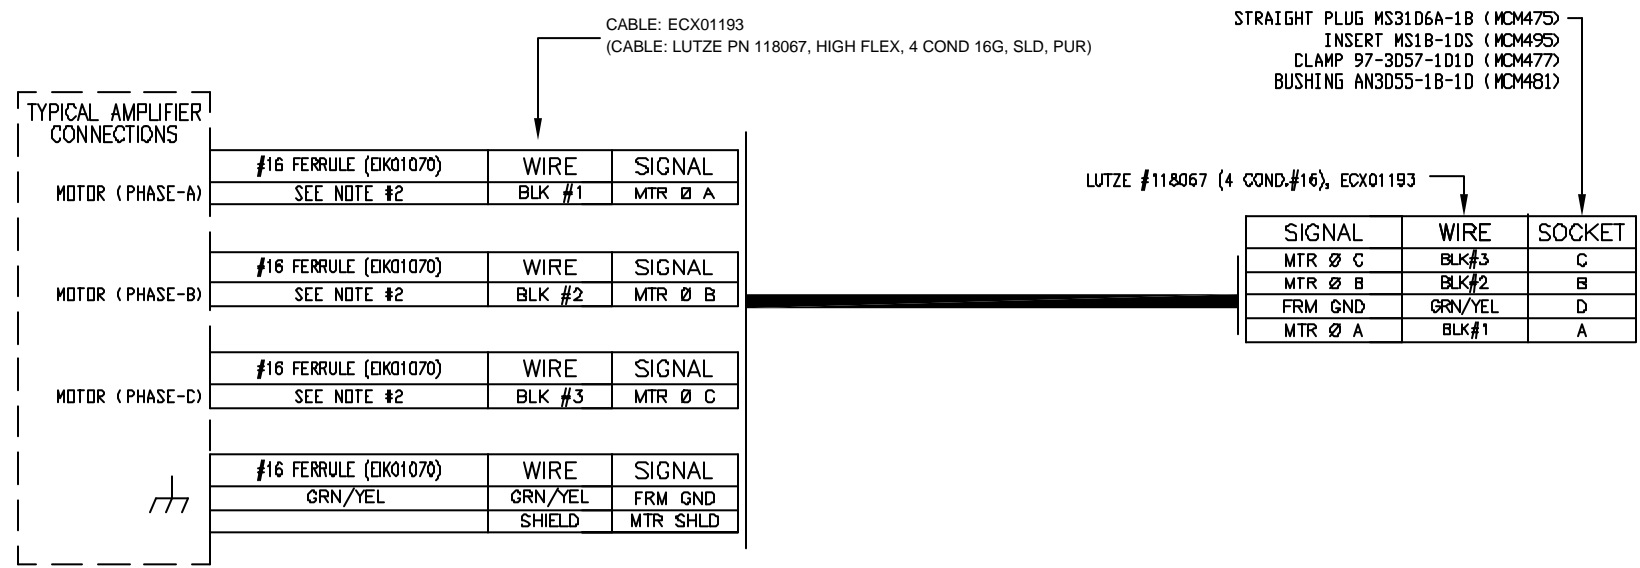 CABLE: ECX01193
(CABLE: LUTZE PN 118067, HIGH FLEX, 4 COND 16G, SLD, PUR)
STRAIGHT PLUG MS31D6A-1B (MCM475)
INSERT MS1B-1DS (MCM495)
CLAMP 97-3D57-1D1D (MCM477)
BUSHING AN3D55-1B-1D (MCM481)
TYPICAL AMPLIFIER
CONNECTIONS
#16 FERRULE (EIK01070) WIRE SIGNAL
MOTOR (PHASE-A) SEE NOTE #2 BLK #1 MTR Ø A
#16 FERRULE (EIK01070) WIRE SIGNAL
MOTOR (PHASE-B) SEE NOTE #2 BLK #2 MTR Ø B
#16 FERRULE (EIK01070) WIRE SIGNAL
MOTOR (PHASE-C) SEE NOTE #2 BLK #3 MTR Ø C
#16 FERRULE (EIK01070) WIRE SIGNAL
GRN/YEL GRN/YEL FRM GND
SHIELD MTR SHLD
LUTZE #118067 (4 COND.#16), ECX01193
SIGNAL WIRE SOCKET
MTR Ø C BLK#3 C
MTR Ø B BLK#2 B
FRM GND GRN/YEL D
MTR Ø A BLK#1 A